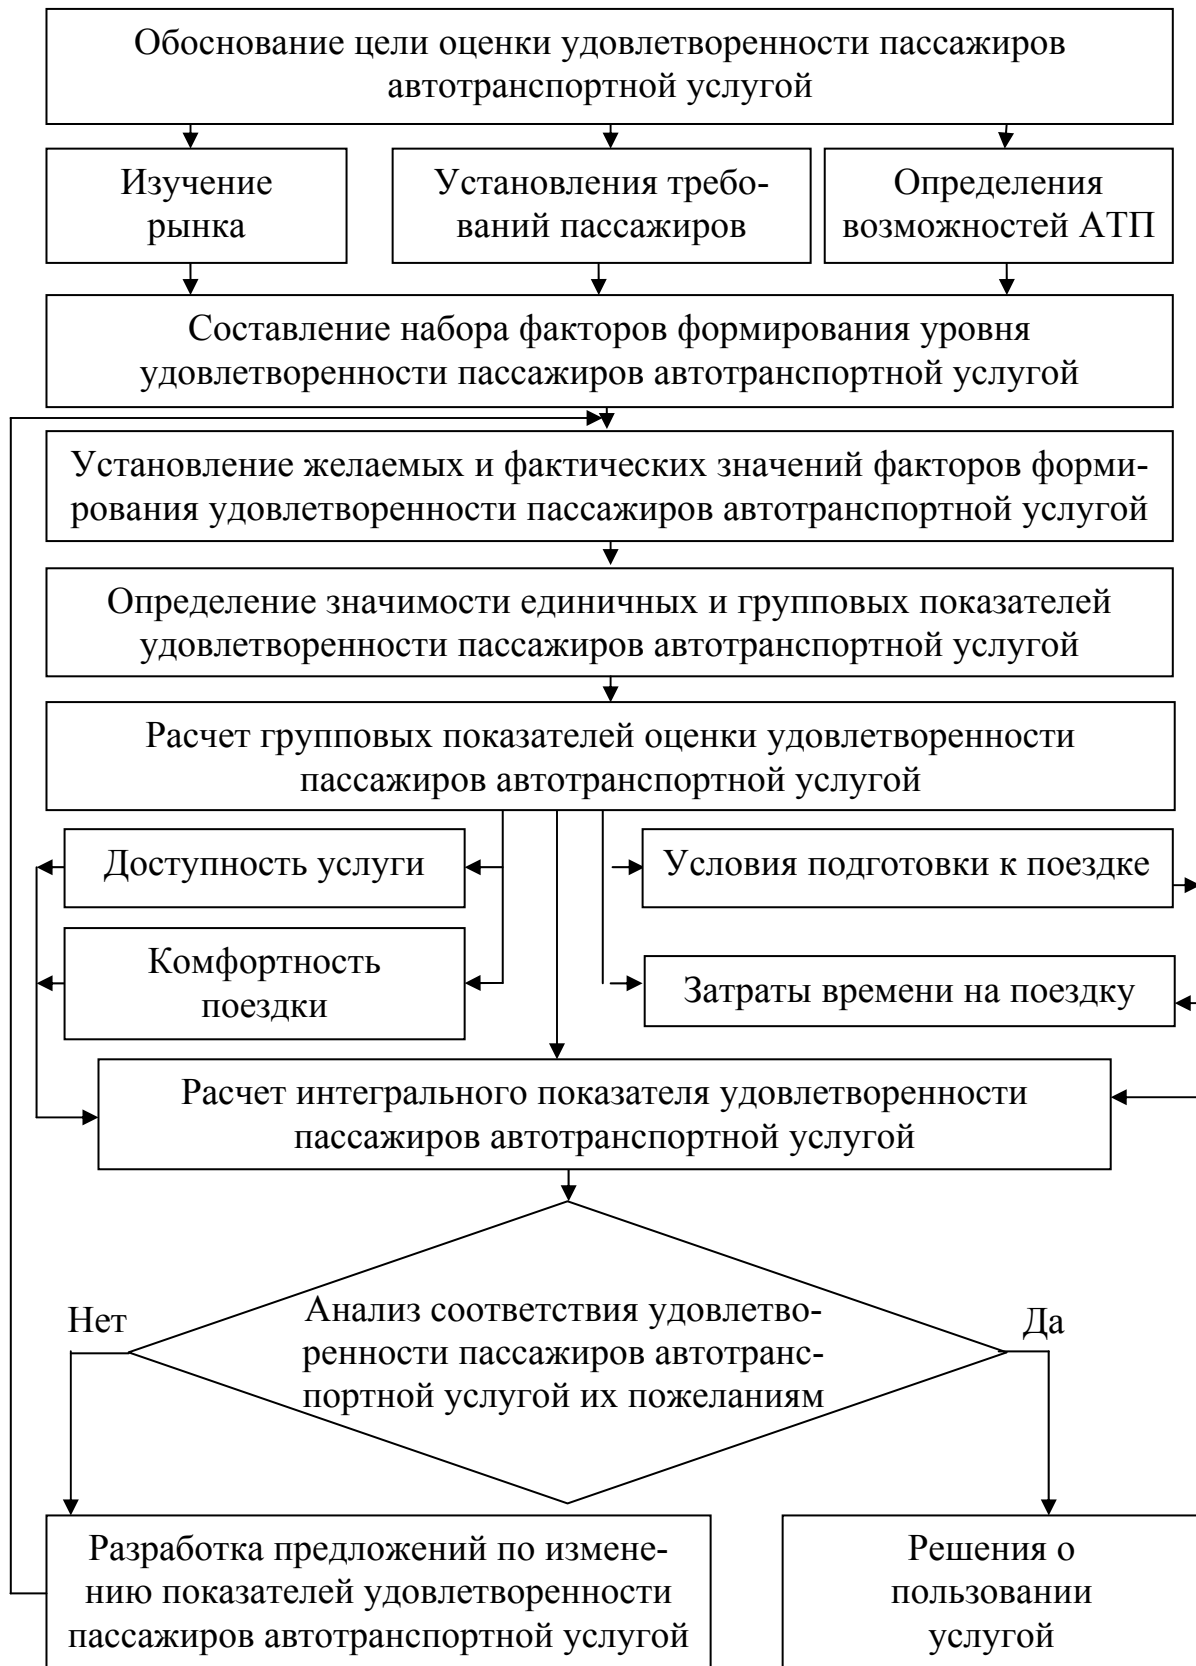 Обоснование цели оценки удовлетворенности пассажиров
автотранспортной услугой
Изучение
рынка
Установления требо-
ваний пассажиров
Определения
возможностей АТП
Составление набора факторов формирования уровня
удовлетворенности пассажиров автотранспортной услугой
Установление желаемых и фактических значений факторов форми-
рования удовлетворенности пассажиров автотранспортной услугой
Определение значимости единичных и групповых показателей
удовлетворенности пассажиров автотранспортной услугой
Расчет групповых показателей оценки удовлетворенности
пассажиров автотранспортной услугой
Доступность услуги
Условия подготовки к поездке
Комфортность
поездки
Затраты времени на поездку
Расчет интегрального показателя удовлетворенности
пассажиров автотранспортной услугой
Нет
Анализ соответствия удовлетво-
ренности пассажиров автотранс-
портной услугой их пожеланиям
Да
Разработка предложений по измене-
нию показателей удовлетворенности
пассажиров автотранспортной услугой
Решения о
пользовании
услугой